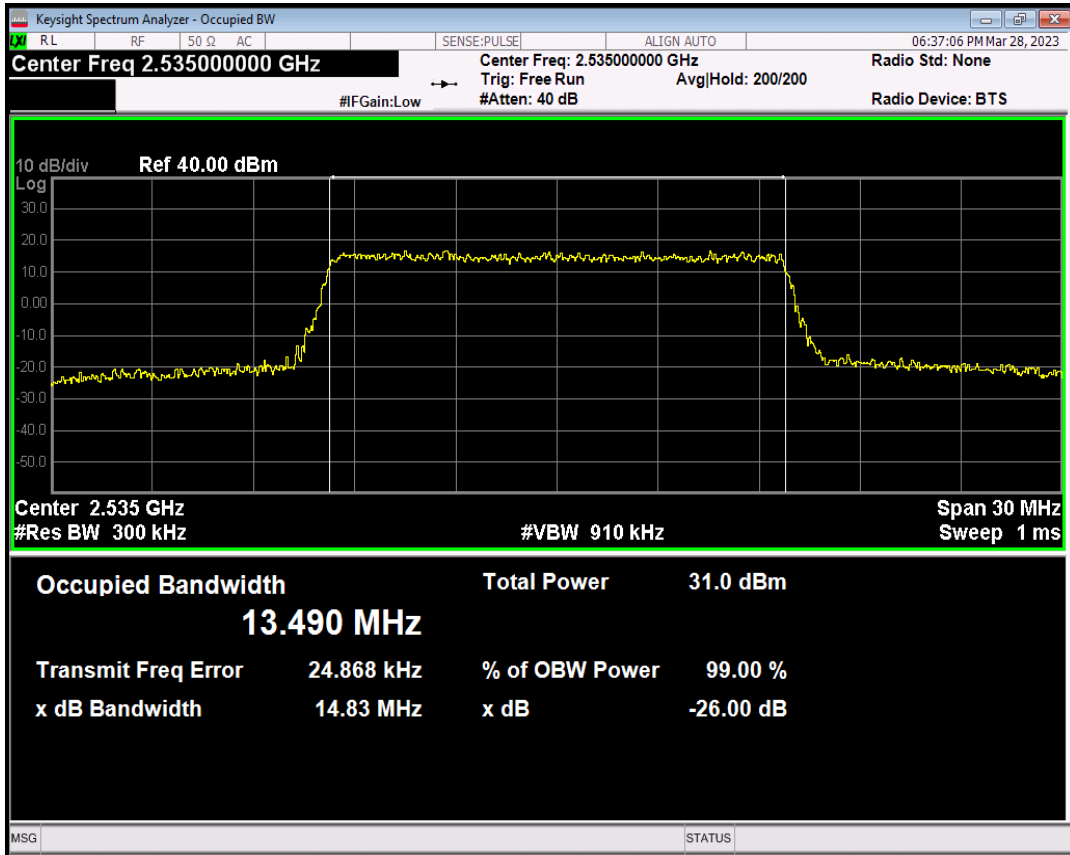 Keysight Spectrum Analyzer - Occupied BW
LXI RL RF 50 Ω AC SENSE:PULSE ALIGN AUTO 06:37:06 PM Mar 28, 2023
Center Freq 2.535000000 GHz Center Freq: 2.535000000 GHz Radio Std: None
Trig: Free Run Avg|Hold: 200/200
#IFGain:Low #Atten: 40 dB Radio Device: BTS
10 dB/div Ref 40.00 dBm
Log
30.0
20.0
10.0
0.00
-10.0
-20.0
-30.0
-40.0
-50.0
Center 2.535 GHz Span 30 MHz
#Res BW 300 kHz #VBW 910 kHz Sweep 1 ms
Occupied Bandwidth Total Power 31.0 dBm
13.490 MHz
Transmit Freq Error 24.868 kHz % of OBW Power 99.00 %
x dB Bandwidth 14.83 MHz x dB -26.00 dB
MSG STATUS